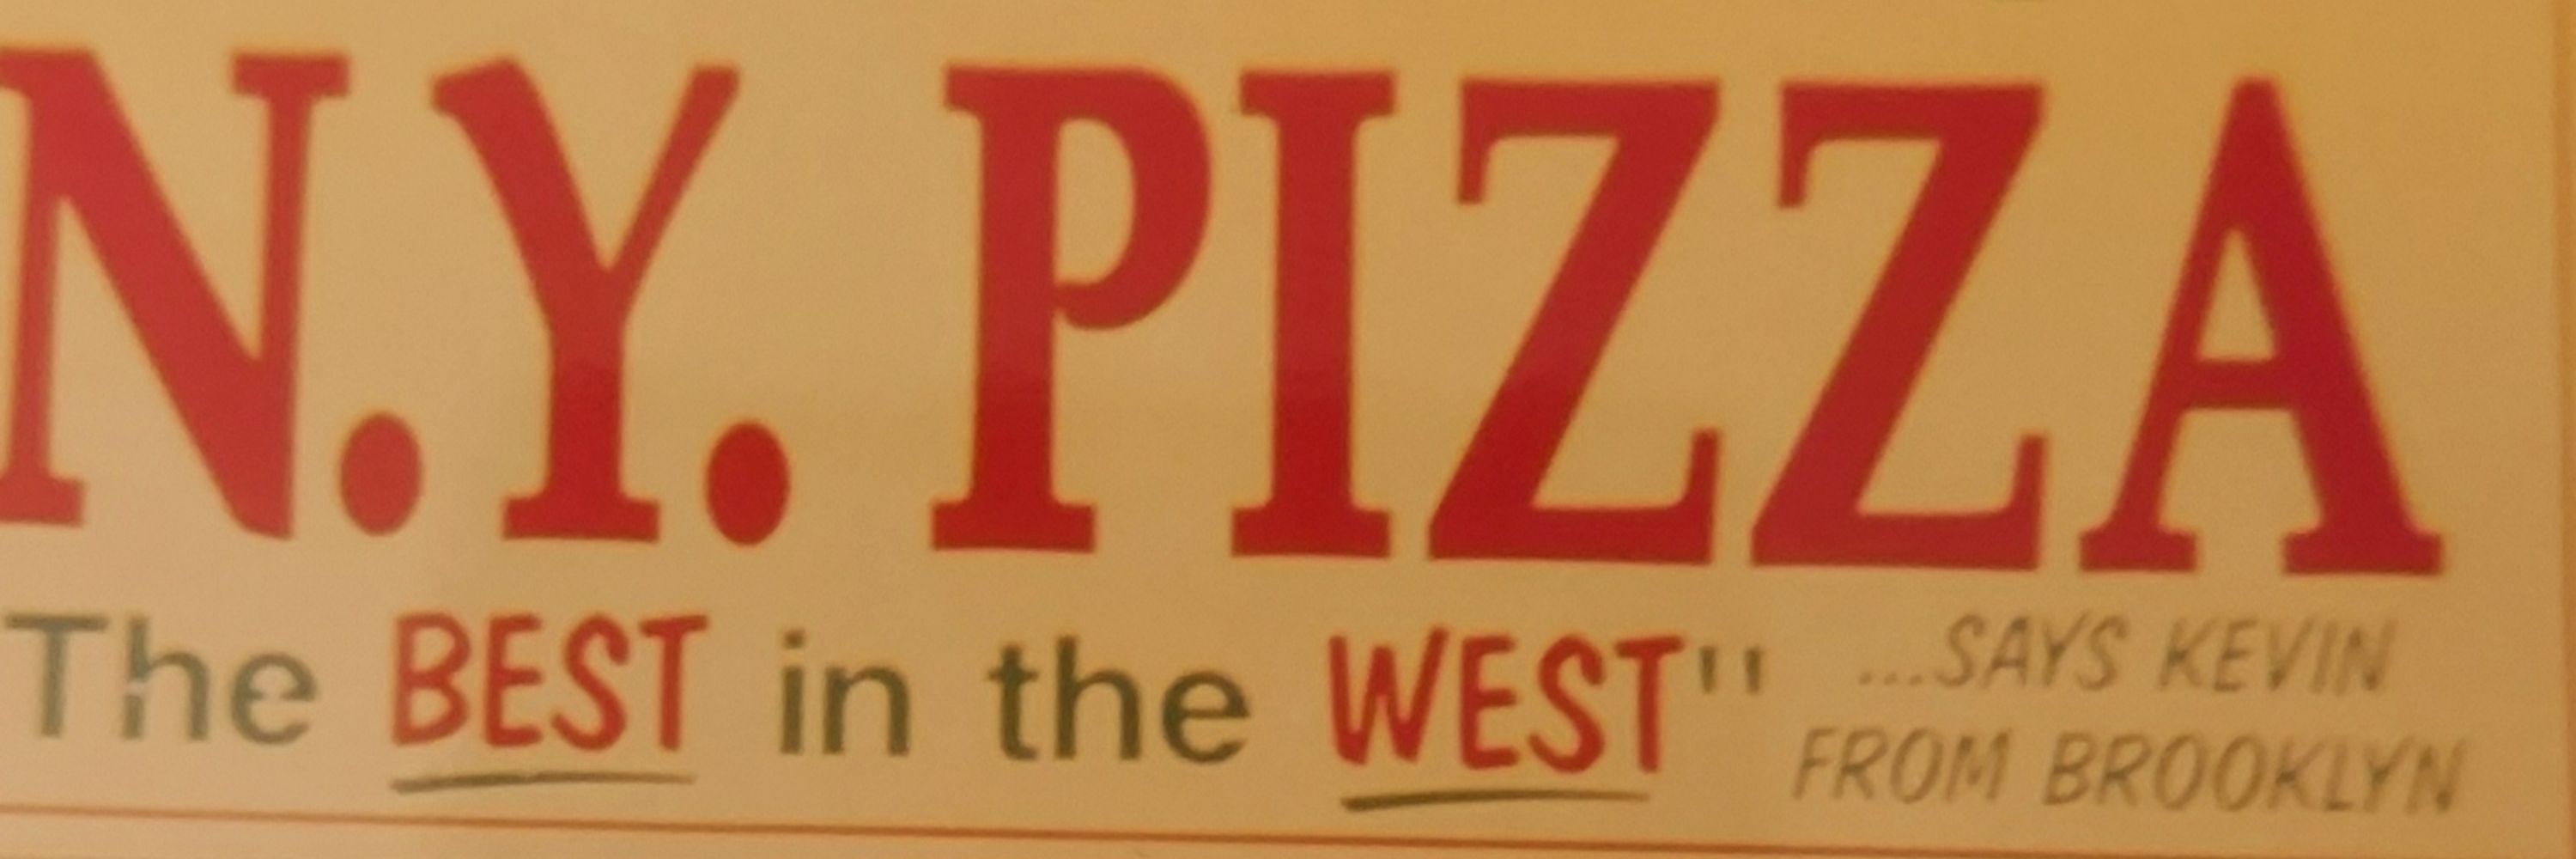 N.Y. PIZZA
The BEST in the WEST" ...SAYS KEVIN
FROM BROOKLYN